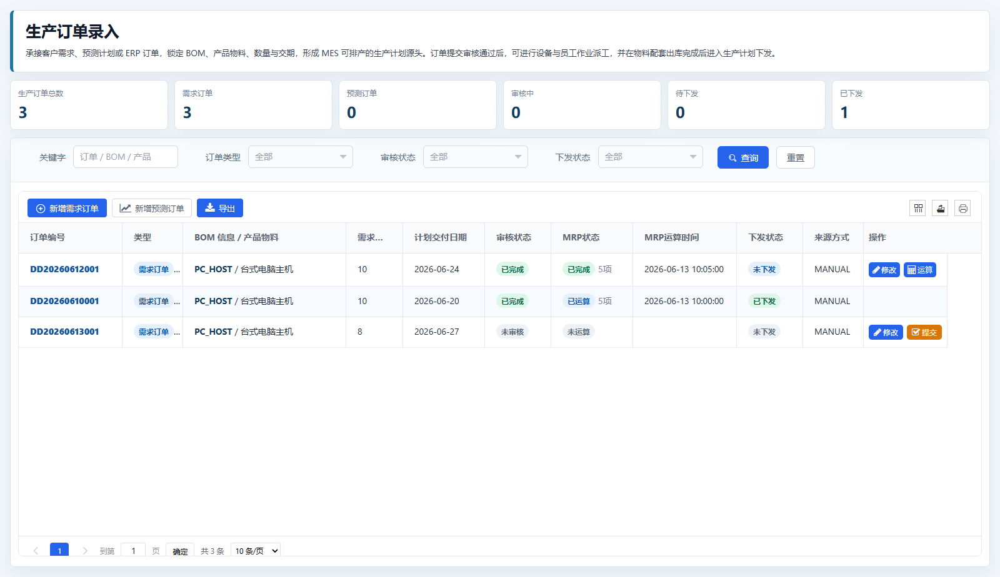 生产订单录入
承接客户需求、预测计划或 ERP 订单，锁定 BOM、产品物料、数量与交期，形成 MES 可排产的生产计划源头。订单提交审核通过后，可进行设备与员工作业派工，并在物料配套出库完成后进入生产计划下发。
生产订单总数 需求订单 预测订单 审核中 待下发 已下发
3 3 0 0 0 1
关键字 订单 / BOM / 产品 订单类型 全部 审核状态 全部 下发状态 全部 查询 重置
新增需求订单 新增预测订单 导出
订单编号 类型 BOM 信息 / 产品物料 需求... 计划交付日期 审核状态 MRP状态 MRP运算时间 下发状态 来源方式 操作
DD20260612001 需求订单 ... PC_HOST / 台式电脑主机 10 2026-06-24 已完成 已完成 5项 2026-06-13 10:05:00 未下发 MANUAL 修改 运算
DD20260610001 需求订单 ... PC_HOST / 台式电脑主机 10 2026-06-20 已完成 已运算 5项 2026-06-13 10:00:00 已下发 MANUAL
DD20260613001 需求订单 ... PC_HOST / 台式电脑主机 8 2026-06-27 未审核 未运算 未下发 MANUAL 修改 提交
1 到第 1 页 确定 共 3 条 10 条/页